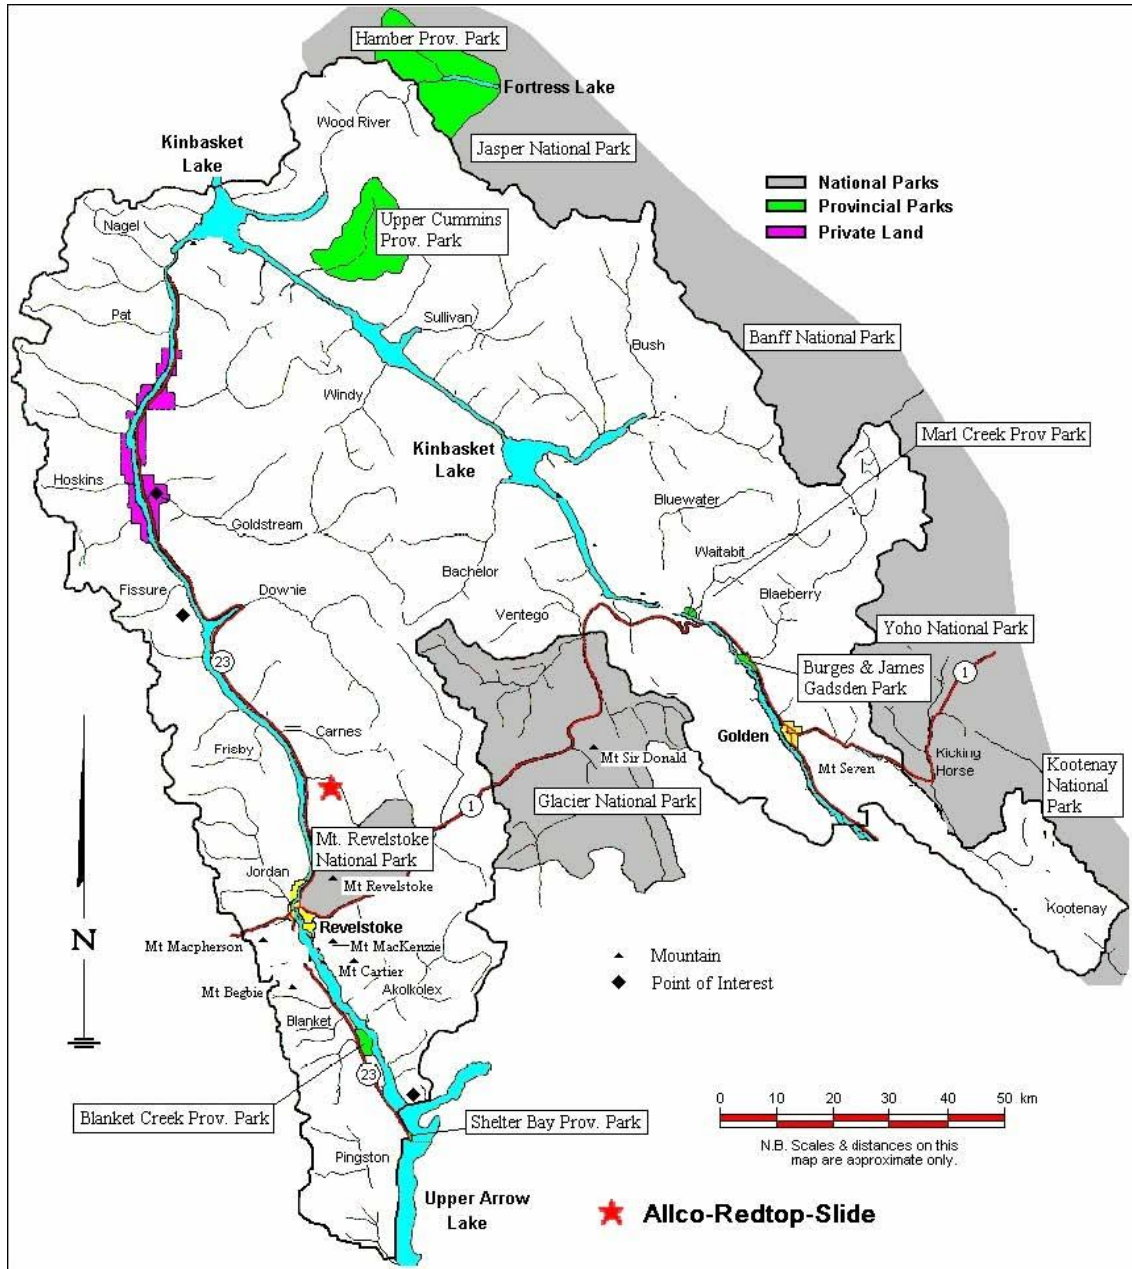 Hamber Prov. Park
Fortress Lake
Wood River
Kinbasket
Lake
Jasper National Park
National Parks
Provincial Parks
Private Land
Nagel
Upper Cummins
Prov. Park
Pat
Sullivan
Bush
Banff National Park
Windy
Marl Creek Prov Park
Kinbasket
Lake
Hoskins
Bluewater
Goldstream
Waitabit
Bachelor
Fissure
Downie
Blaeberry
Ventego
Yoho National Park
23
Burges & James
Gadsden Park
1
Carnes
Frisby
Golden
Mt Sir Donald
Mt Seven
Kicking
Horse
Kootenay
National
Park
Glacier National Park
1
Mt. Revelstoke
National Park
Jordan
Mt Revelstoke
Kootenay
Revelstoke
N
Mt Macpherson
Mt MacKenzie
Mountain
Mt Cartier
Point of Interest
Mt Begbie
Akolkolex
Blanket
23
Blanket Creek Prov. Park
Shelter Bay Prov. Park
0 10 20 30 40 50 km
N.B. Scales & distances on this
map are approximate only.
Pingston
Upper Arrow
Lake
Allco-Redtop-Slide